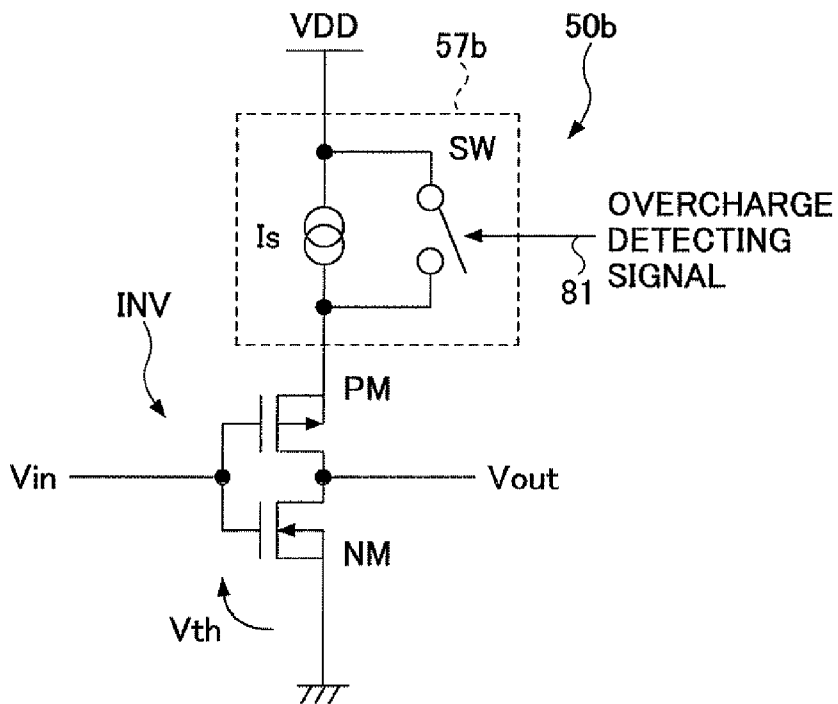 VDD
57b
50b
SW
Is
OVERCHARGE
DETECTING
SIGNAL
81
INV
PM
Vin
Vout
NM
Vth